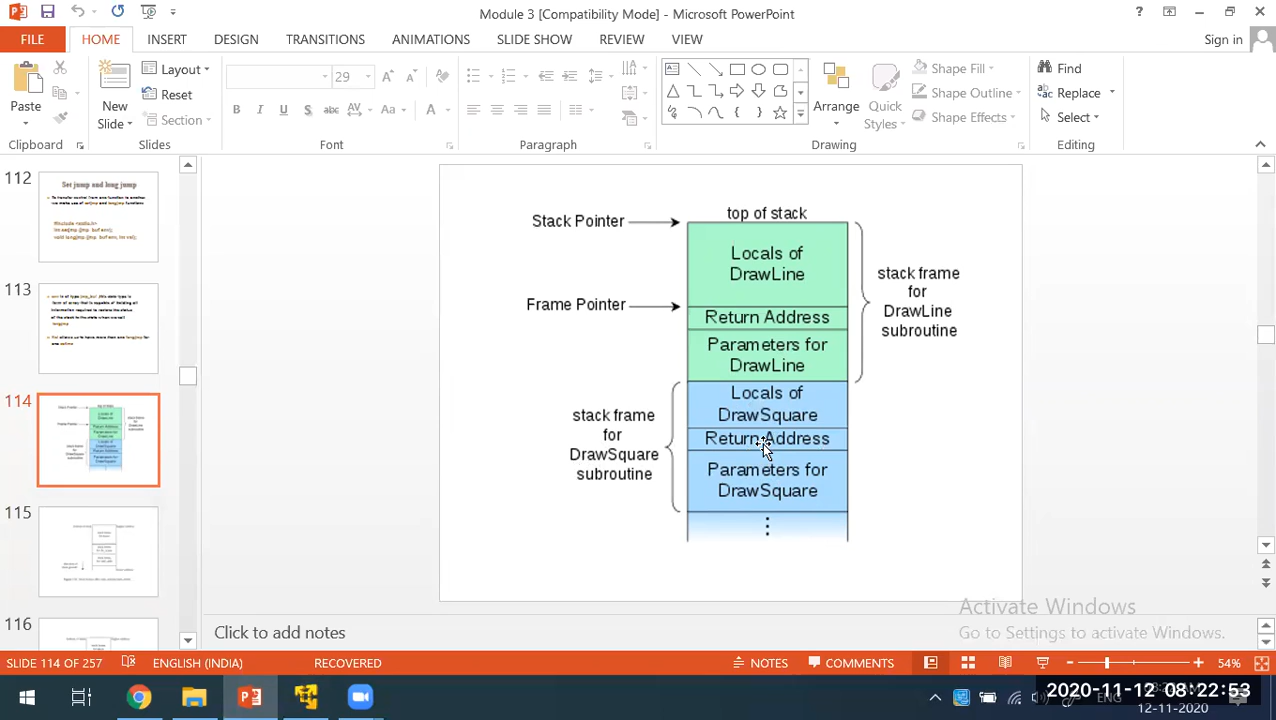 Module 3 [Compatibility Mode] - Microsoft PowerPoint
?
FILE
HOME
INSERT
DESIGN
TRANSITIONS
ANIMATIONS
SLIDE SHOW
REVIEW
VIEW
Sign in
Paste
New
Slide
Layout
Reset
Section
29
Find
Replace
Select
Arrange
Quick
Styles
Shape Fill
Shape Outline
Shape Effects
Clipboard
Slides
Font
Paragraph
Drawing
Editing
112
Set jump and long jump
113
114
115
116
Stack Pointer
top of stack
Locals of
DrawLine
Frame Pointer
Return Address
Parameters for
DrawLine
stack frame
for
DrawLine
subroutine
Locals of
DrawSquare
Return Address
Parameters for
DrawSquare
stack frame
for
DrawSquare
subroutine
Activate Windows
Go to Settings to activate Windows.
Click to add notes
SLIDE 114 OF 257
ENGLISH (INDIA)
RECOVERED
NOTES
COMMENTS
54%
2020-11-12 08:22:53
ENG
12-11-2020